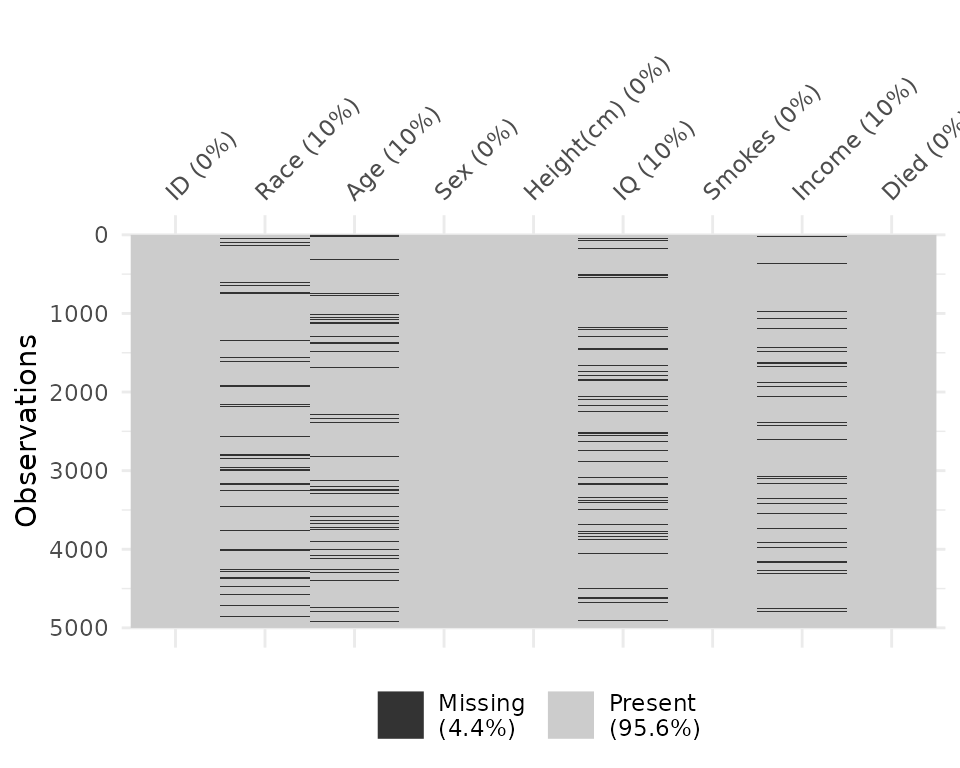 ID (0%)
Race (10%)
Age (10%)
Sex (0%)
Height(cm) (0%)
IQ (10%)
Smokes (0%)
Income (10%)
Died (0%
Observations
0
1000
2000
3000
4000
5000
Missing
(4.4%)
Present
(95.6%)